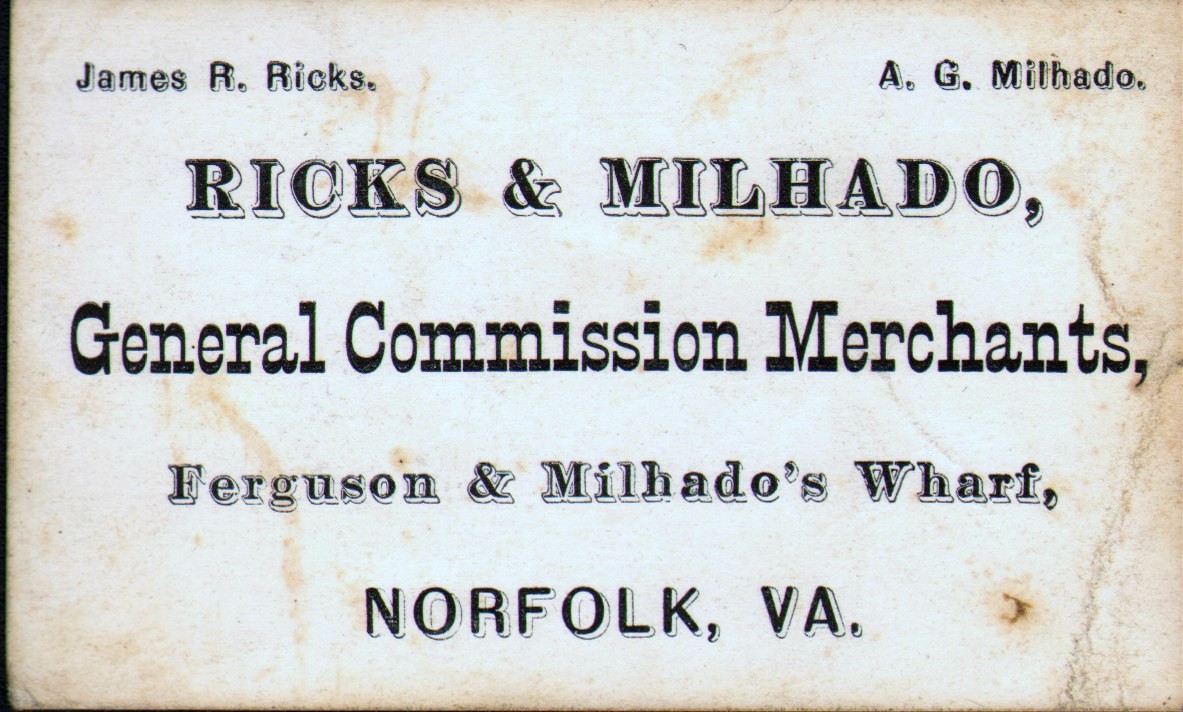 James R. Ricks. A. G. Milhado.
RICKS & MILHADO,
General Commission Merchants,
Ferguson & Milhado's Wharf,
NORFOLK, VA.